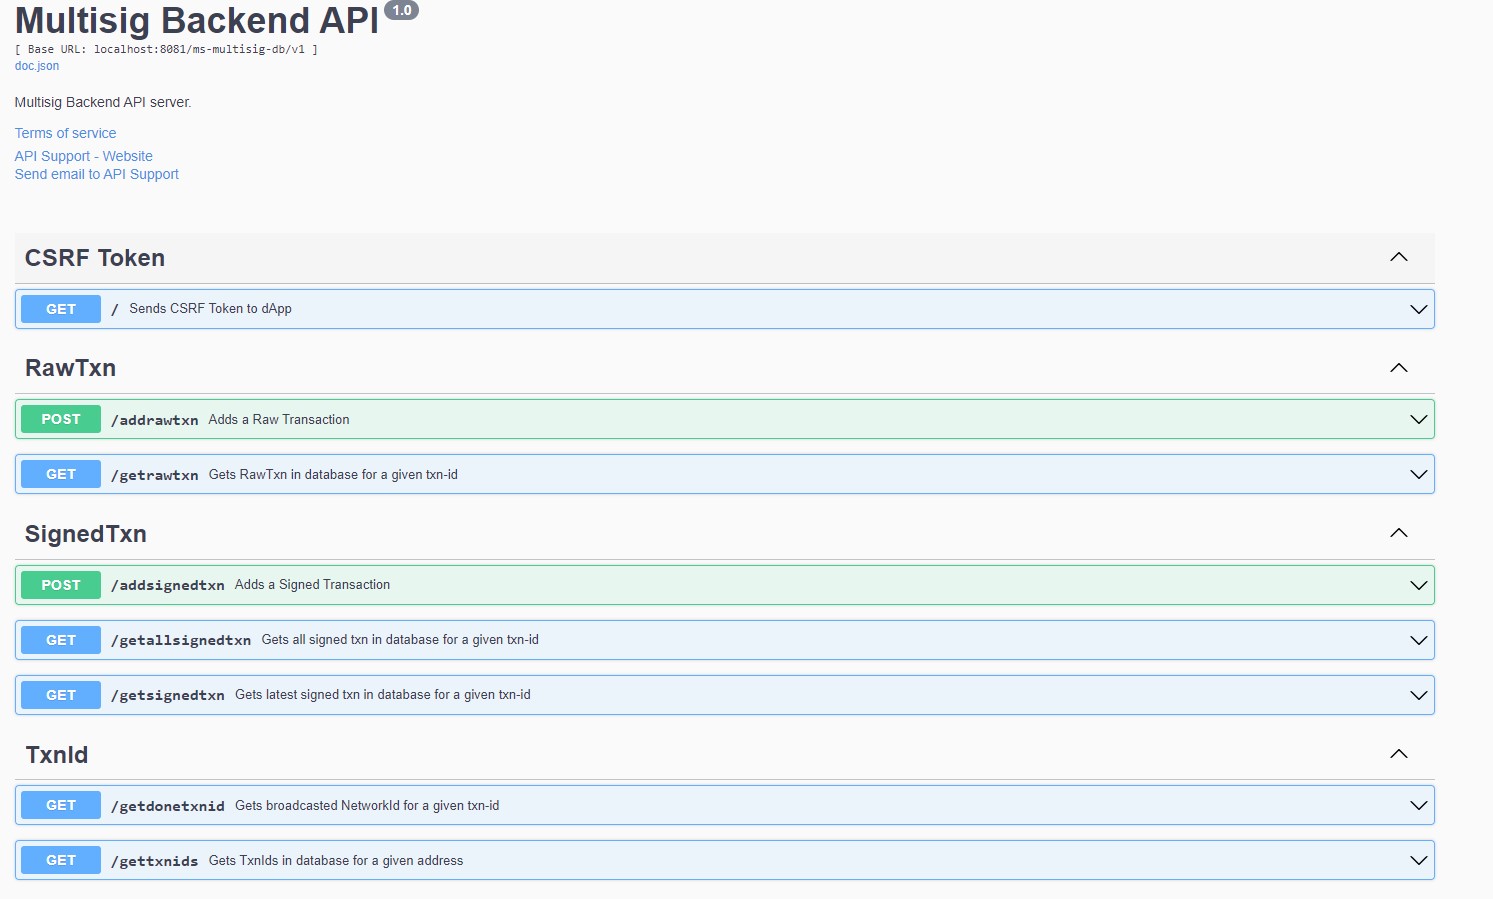 Multisig Backend API 1.0
[ Base URL: localhost:8081/ms-multisig-db/v1 ]
doc.json
Multisig Backend API server.
Terms of service
API Support - Website
Send email to API Support
CSRF Token
GET / Sends CSRF Token to dApp
RawTxn
POST /addrawtxn Adds a Raw Transaction
GET /getrawtxn Gets RawTxn in database for a given txn-id
SignedTxn
POST /addsignedtxn Adds a Signed Transaction
GET /getallsignedtxn Gets all signed txn in database for a given txn-id
GET /getsignedtxn Gets latest signed txn in database for a given txn-id
TxnId
GET /getdonetxnid Gets broadcasted NetworkId for a given txn-id
GET /gettxnids Gets TxnIds in database for a given address